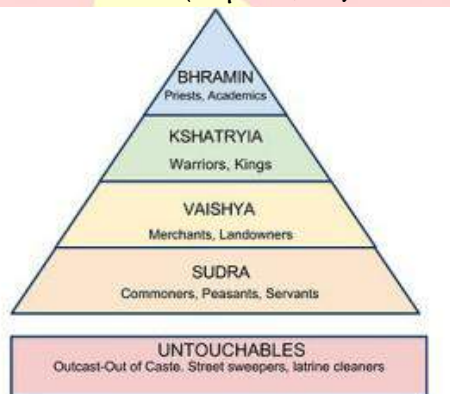 BHRAMIN
Priests, Academics
KSHATRYIA
Warriors, Kings
VAISHYA
Merchants, Landowners
SUDRA
Commoners, Peasants, Servants
UNTOUCHABLES
Outcast-Out of Caste. Street sweepers, latrine cleaners